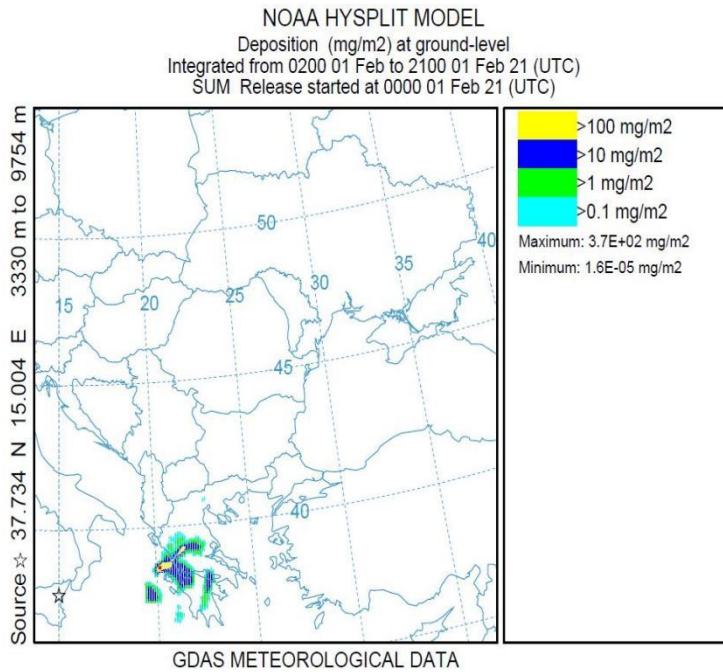 NOAA HYSPLIT MODEL
Deposition (mg/m2) at ground-level
Integrated from 0200 01 Feb to 2100 01 Feb 21 (UTC)
SUM Release started at 0000 01 Feb 21 (UTC)
Source ☆ 37.734 N 15.004 E 3330 m to 9754 m
50
40
35
30
25
20
15
45
40
>100 mg/m2
>10 mg/m2
>1 mg/m2
>0.1 mg/m2
Maximum: 3.7E+02 mg/m2
Minimum: 1.6E-05 mg/m2
GDAS METEOROLOGICAL DATA